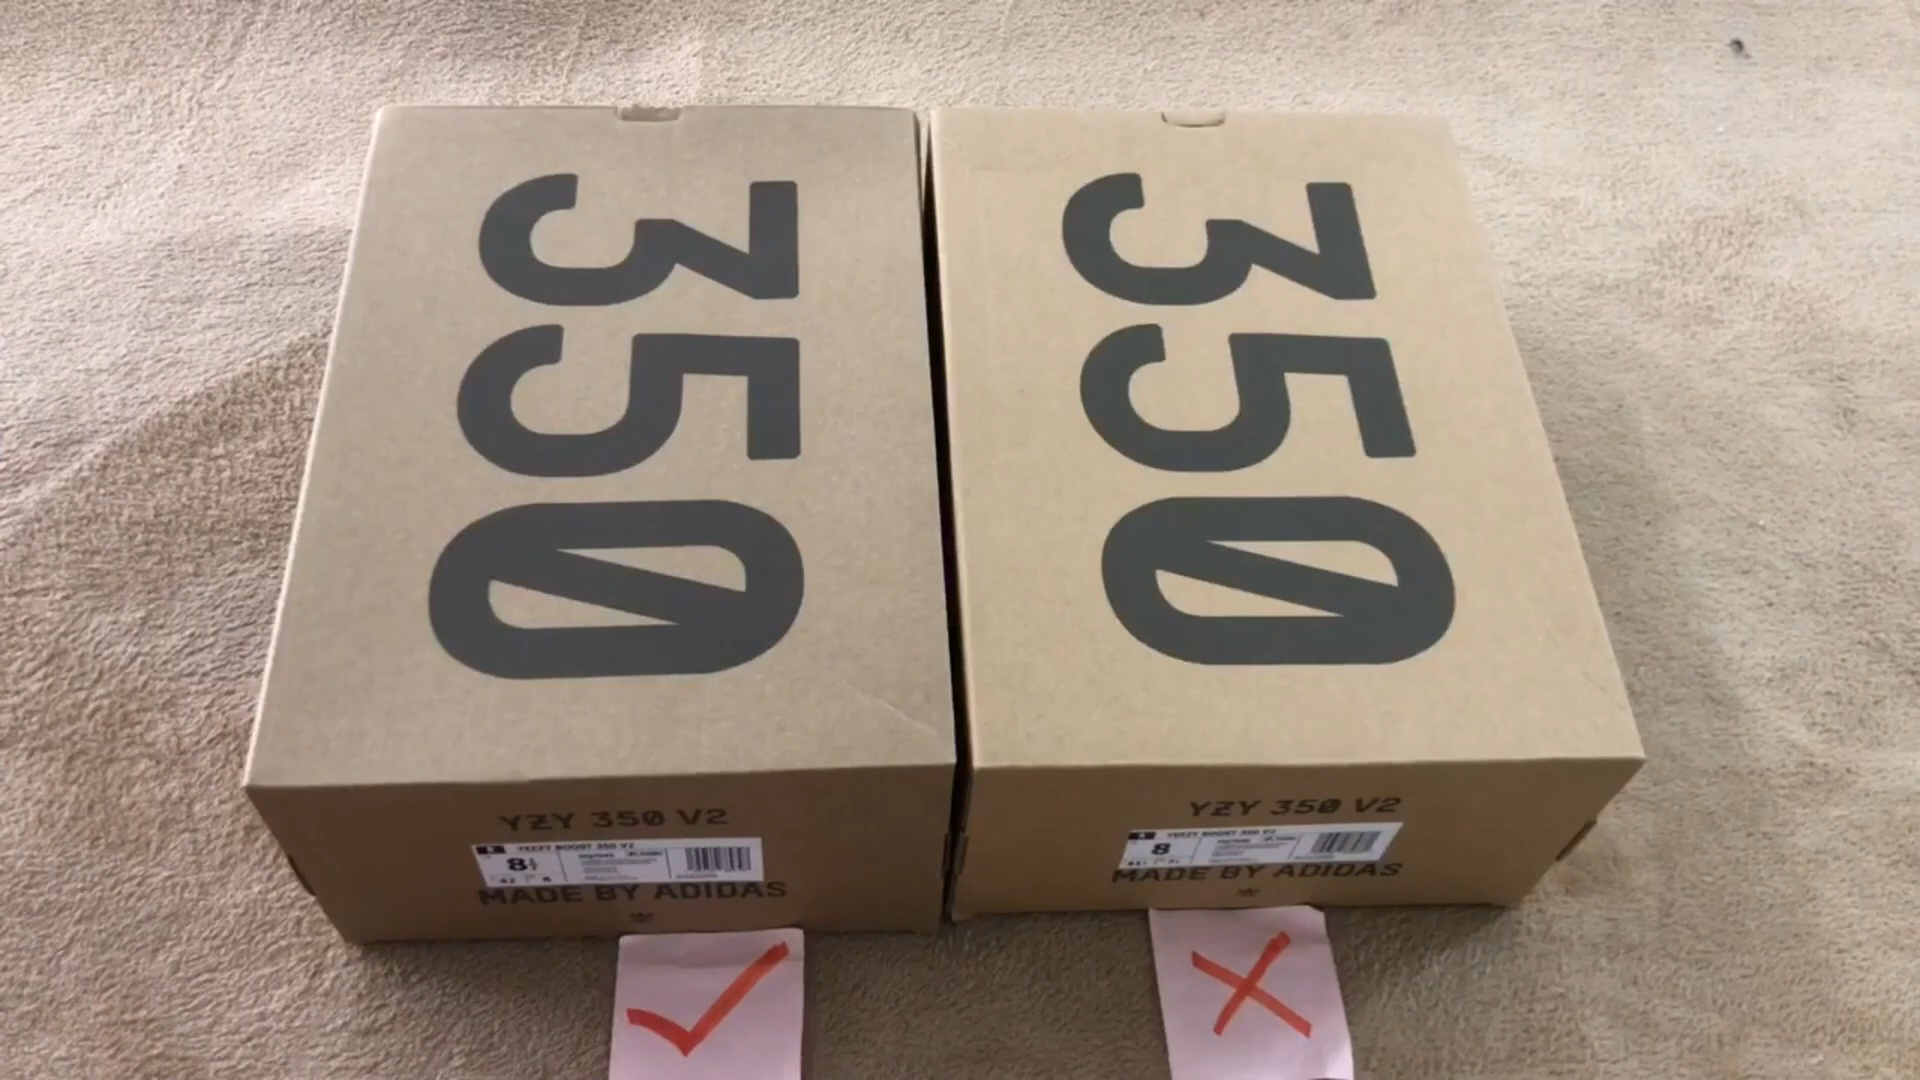 350
350
YZY 350 V2
YEEZY BOOST 350 V2
8½
MADE BY ADIDAS
YZY 350 V2
YEEZY BOOST 350 V2
8
MADE BY ADIDAS